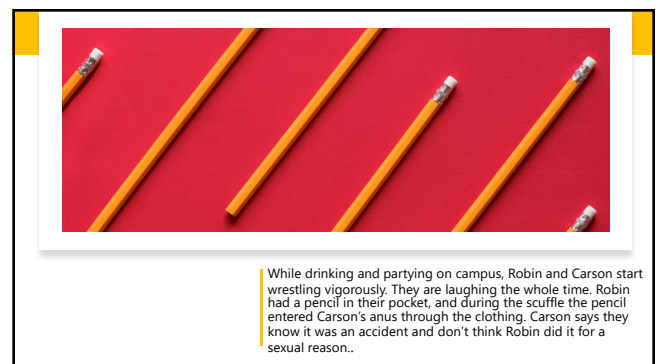 While drinking and partying on campus, Robin and Carson start
wrestling vigorously. They are laughing the whole time. Robin
had a pencil in their pocket, and during the scuffle the pencil
entered Carson’s anus through the clothing. Carson says they
know it was an accident and don’t think Robin did it for a
sexual reason..